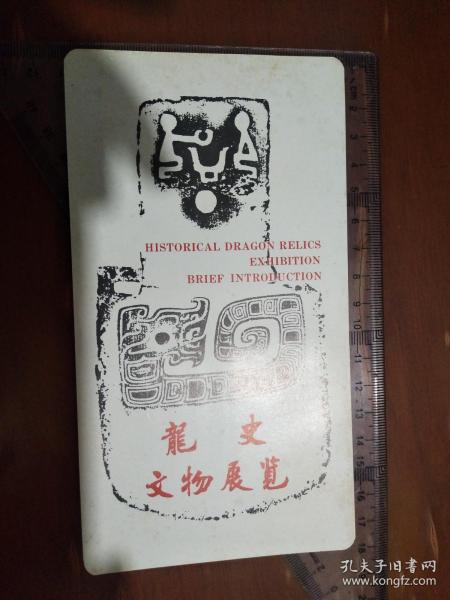 HISTORICAL DRAGON RELICS
EXHIBITION
BRIEF INTRODUCTION
龍史
文物展览
孔夫子旧书网
www.kongfz.com